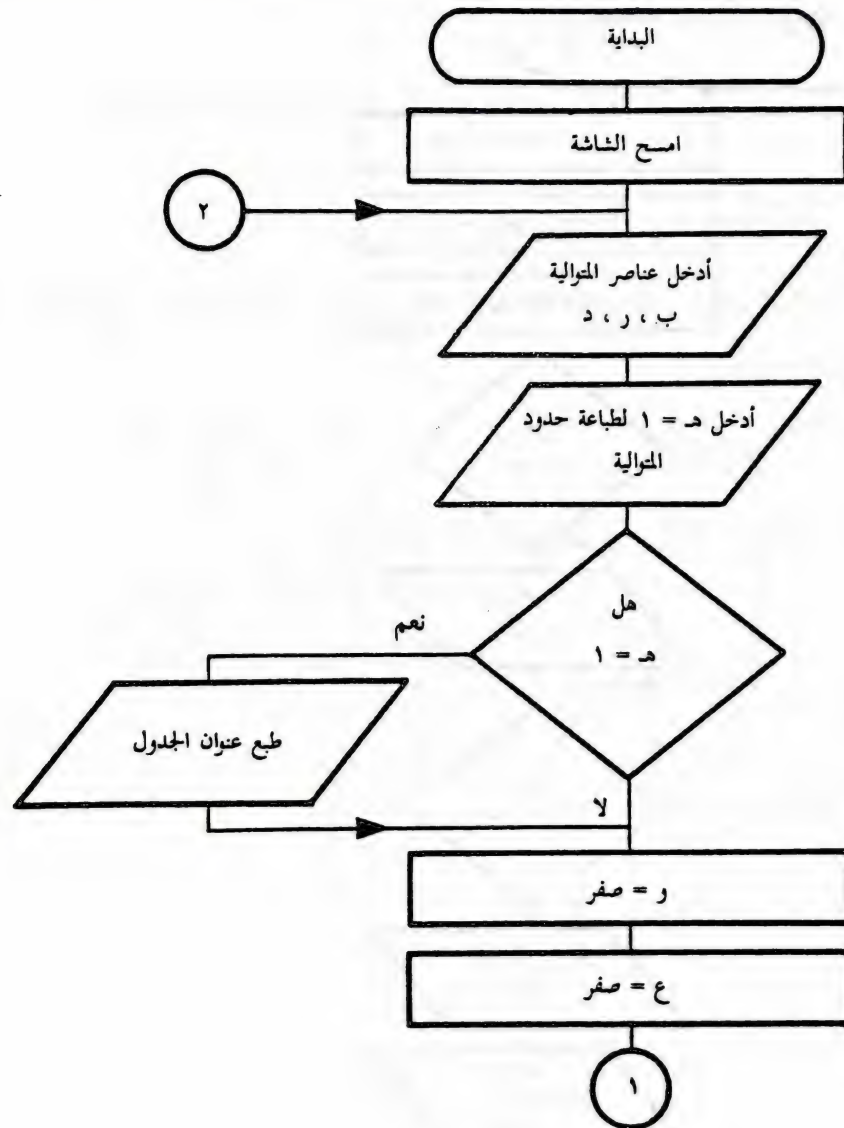 البداية
امسح الشاشة
٢
أدخل عناصر المتوالية
ب ، ر ، د
أدخل هـ = ١ لطباعة حدود
المتوالية
هل
هـ = ١
نعم
طبع عنوان الجدول
لا
و = صفر
ع = صفر
١